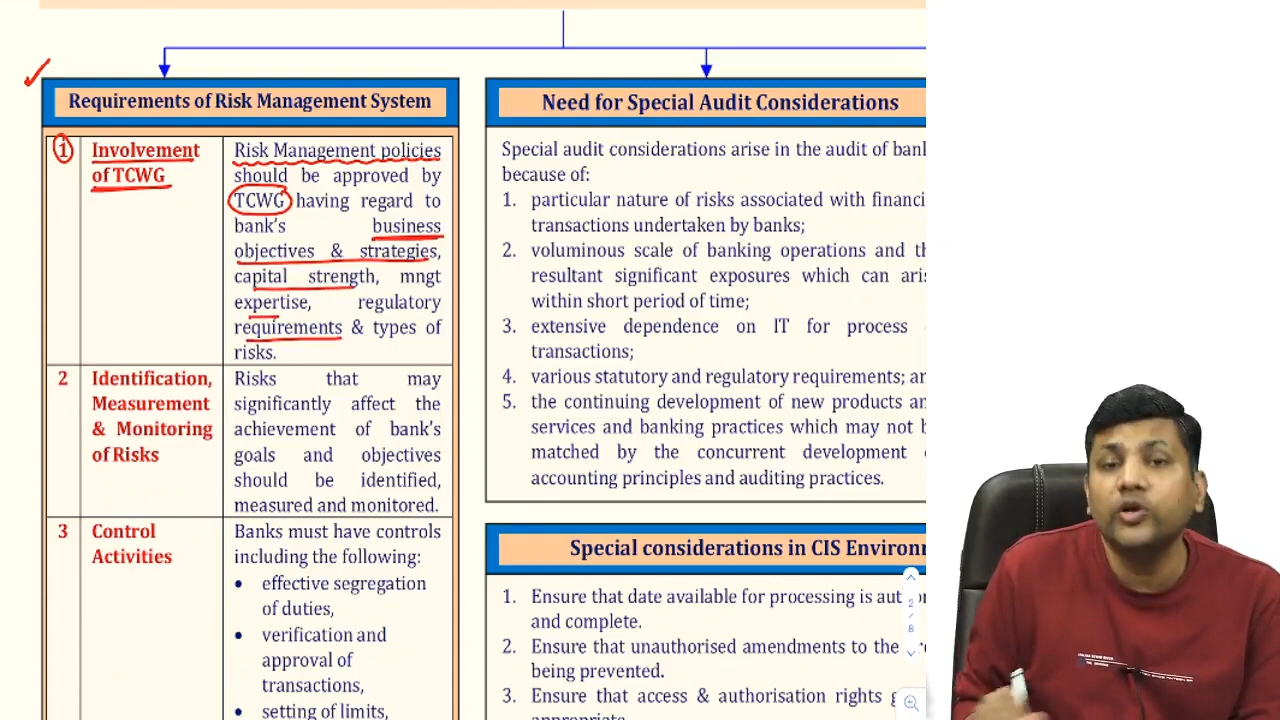 Requirements of Risk Management System
1
Involvement
of TCWG
Risk Management policies
should be approved by
TCWG having regard to
bank's business
objectives & strategies,
capital strength, mngt
expertise, regulatory
requirements & types of
risks.
2
Identification,
Measurement
& Monitoring
of Risks
Risks that may
significantly affect the
achievement of bank's
goals and objectives
should be identified,
measured and monitored.
3
Control
Activities
Banks must have controls
including the following:
• effective segregation
of duties,
• verification and
approval of
transactions,
• setting of limits,
Need for Special Audit Considerations
Special audit considerations arise in the audit of
because of:
1. particular nature of risks associated with
transactions undertaken by banks;
2. voluminous scale of banking operations and
resultant significant exposures which can
within short period of time;
3. extensive dependence on IT for process
transactions;
4. various statutory and regulatory requirements;
5. the continuing development of new products
services and banking practices which may not
matched by the concurrent development
accounting principles and auditing practices.
Special considerations in CIS
1. Ensure that date available for processing is
and complete.
2. Ensure that unauthorised amendments to the
being prevented.
3. Ensure that access & authorisation rights
2
/
8